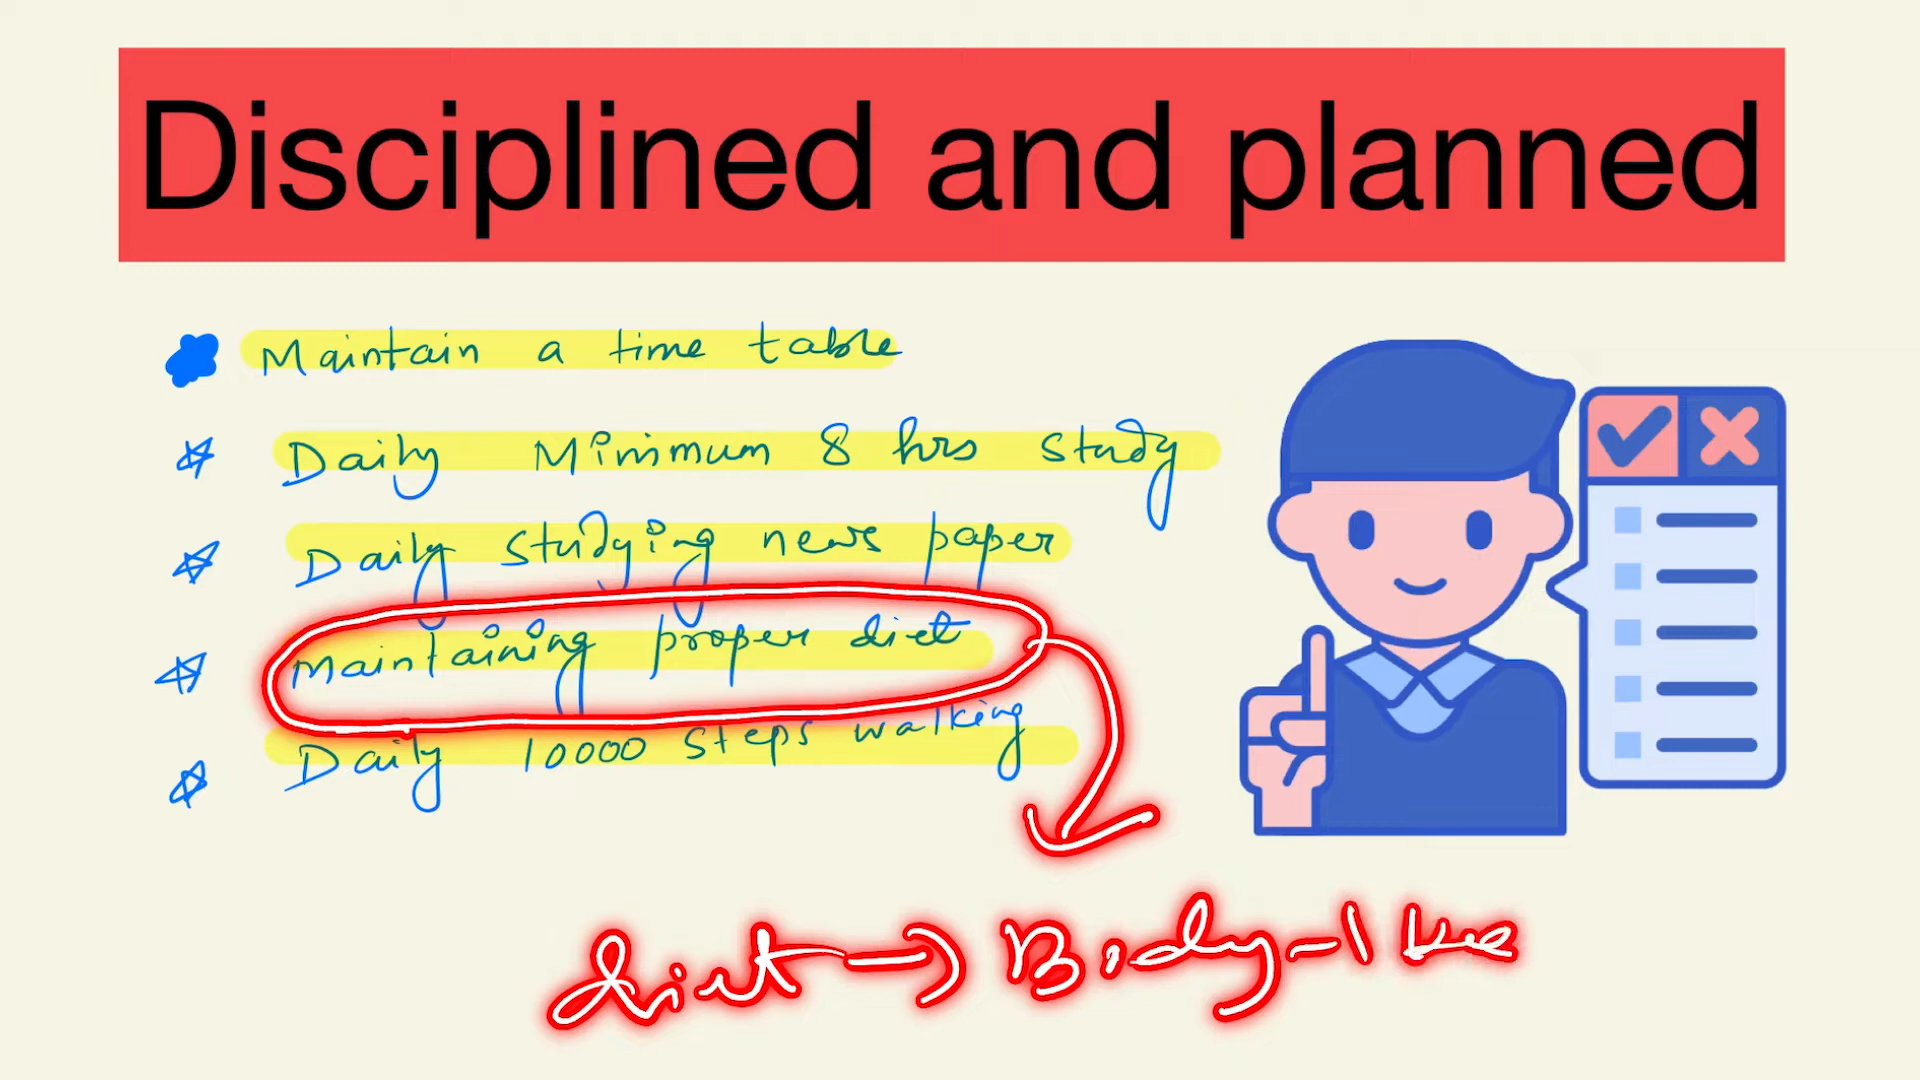 Disciplined and planned
Maintain a time table
Daily Minimum 8 hrs study
Daily studying news paper
maintaining proper diet
Daily 10000 steps walking
diet → Body